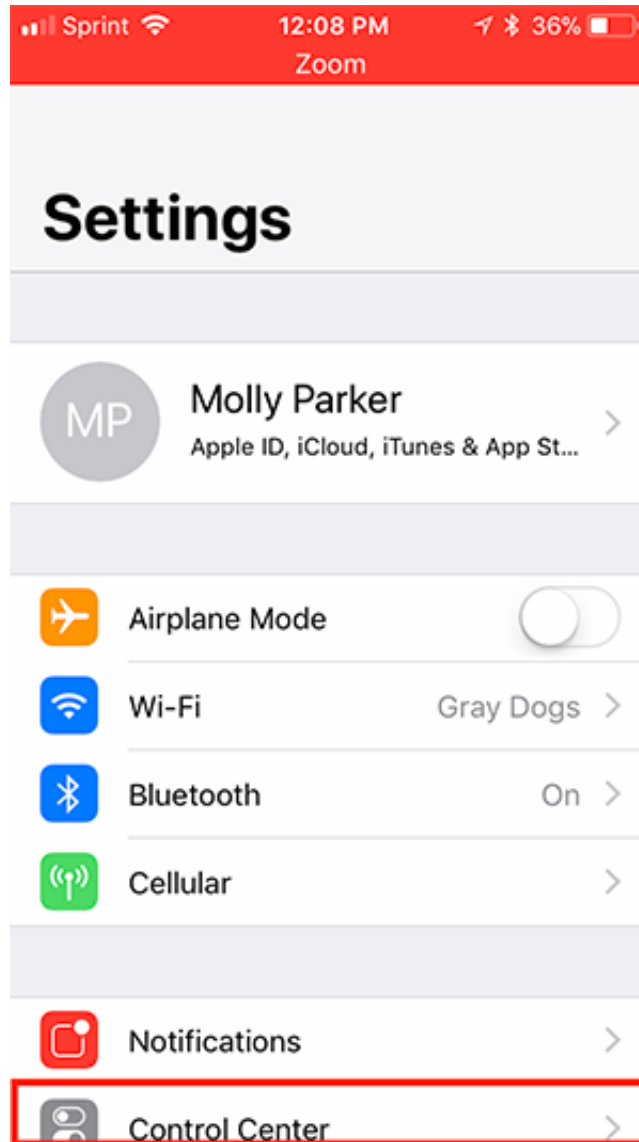 Sprint 12:08 PM 36%
Zoom
Settings
MP
Molly Parker
Apple ID, iCloud, iTunes & App St...
Airplane Mode
Wi-Fi Gray Dogs
Bluetooth On
Cellular
Notifications
Control Center